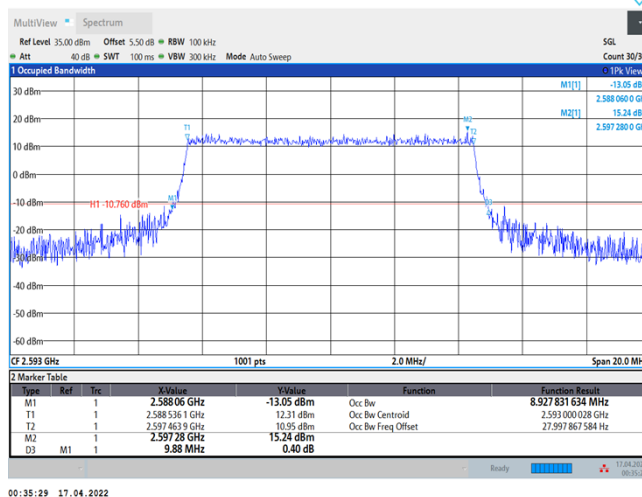 MultiView Spectrum
Ref Level 35.00 dBm Offset 5.50 dB RBW 100 kHz SGL
Att 40 dB SWT 100 ms VBW 300 kHz Mode Auto Sweep Count 30/3
1 Occupied Bandwidth 1Pk View
M1[1] -13.05 dB
2.588 060 0 G
M2[1] 15.24 dB
2.597 280 0 G
30 dBm
20 dBm
T1
M2
T2
10 dBm
0 dBm
-10 dBm
H1 -10.760 dBm
M1
D3
-20 dBm
-30 dBm
-40 dBm
-50 dBm
-60 dBm
CF 2.593 GHz 1001 pts 2.0 MHz/ Span 20.0 MH
2 Marker Table
Type Ref Trc X-Value Y-Value Function Function Result
M1 1 2.588 06 GHz -13.05 dBm Occ Bw 8.927 831 634 MHz
T1 1 2.588 536 1 GHz 12.31 dBm Occ Bw Centroid 2.593 000 028 GHz
T2 1 2.597 463 9 GHz 10.95 dBm Occ Bw Freq Offset 27.997 867 584 Hz
M2 1 2.597 28 GHz 15.24 dBm
D3 M1 1 9.88 MHz 0.40 dB
Ready 17.04.202
00:35:2
00:35:29 17.04.2022